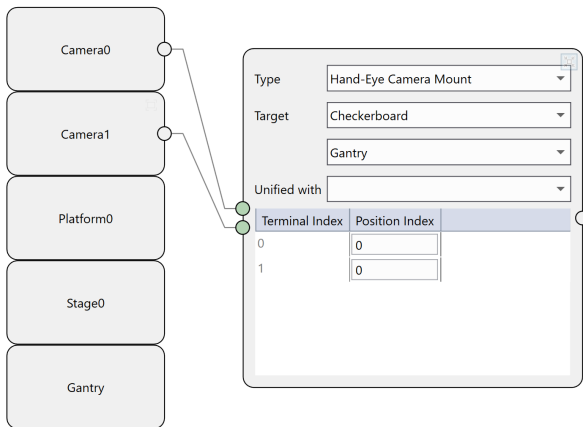 Camera0
Camera1
Platform0
Stage0
Gantry
Type Hand-Eye Camera Mount
Target Checkerboard
Gantry
Unified with
Terminal Index Position Index
0 0
1 0